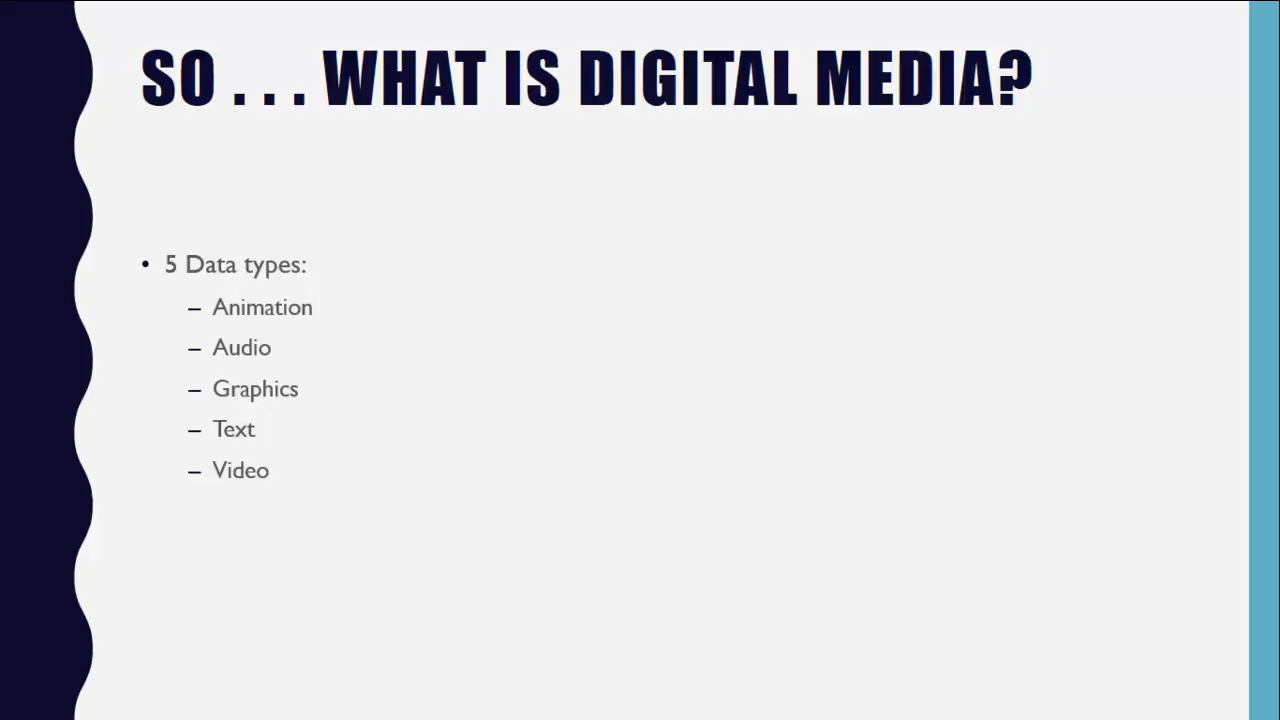 SO . . . WHAT IS DIGITAL MEDIA?
• 5 Data types:
– Animation
– Audio
– Graphics
– Text
– Video